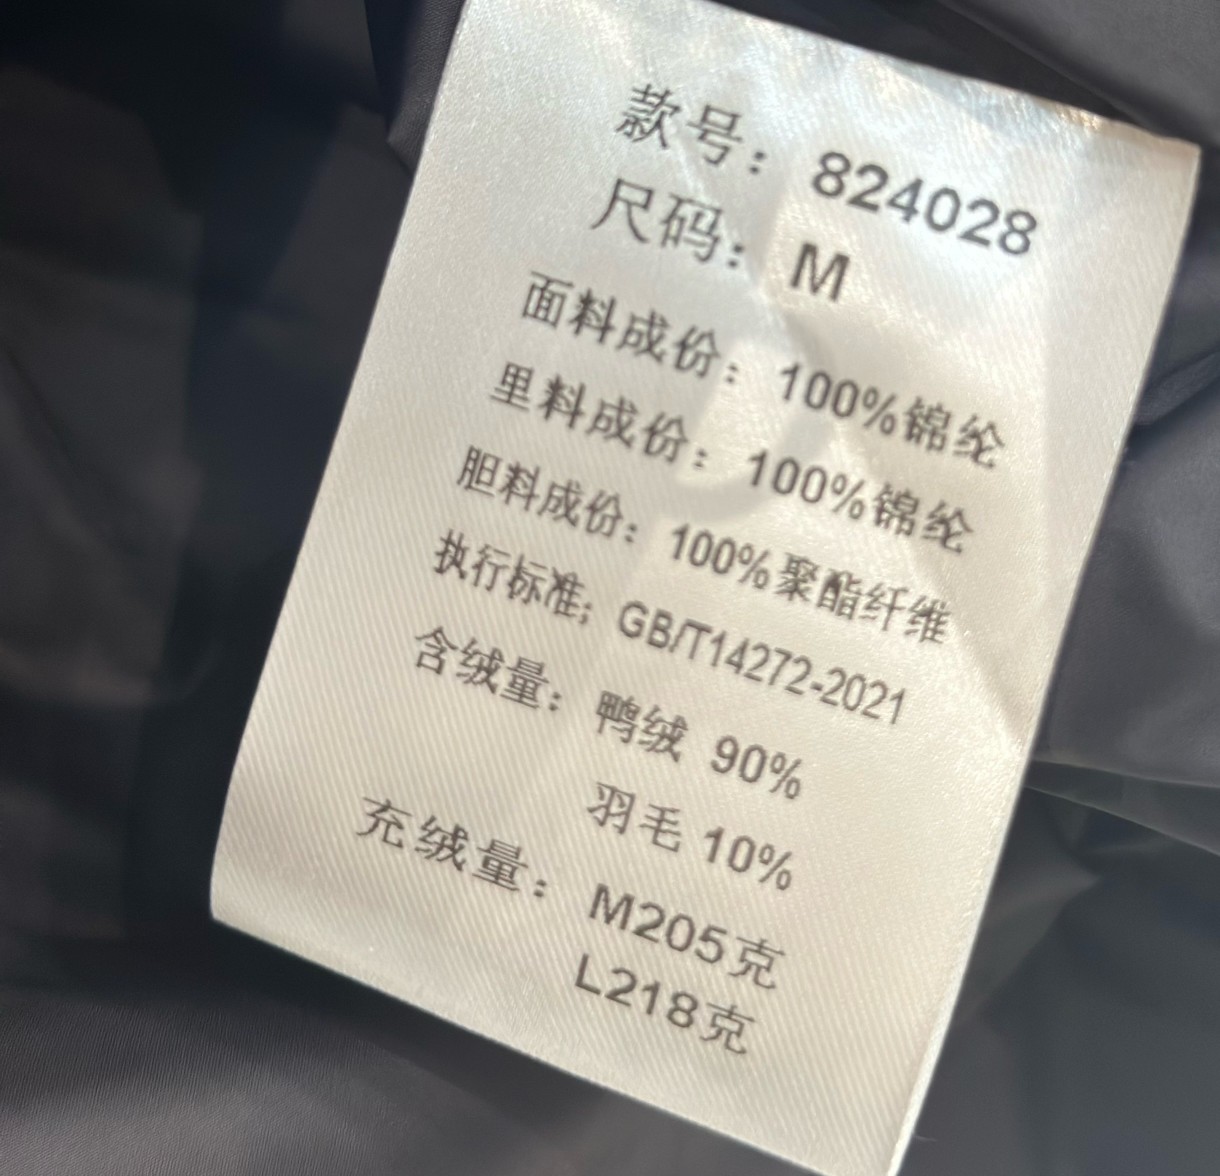 款号：824028
尺码：M
面料成份：100%锦纶
里料成份：100%锦纶
胆料成份：100%聚酯纤维
执行标准；GB/T14272-2021
含绒量：鸭绒 90%
羽毛 10%
充绒量：M205克
L218克